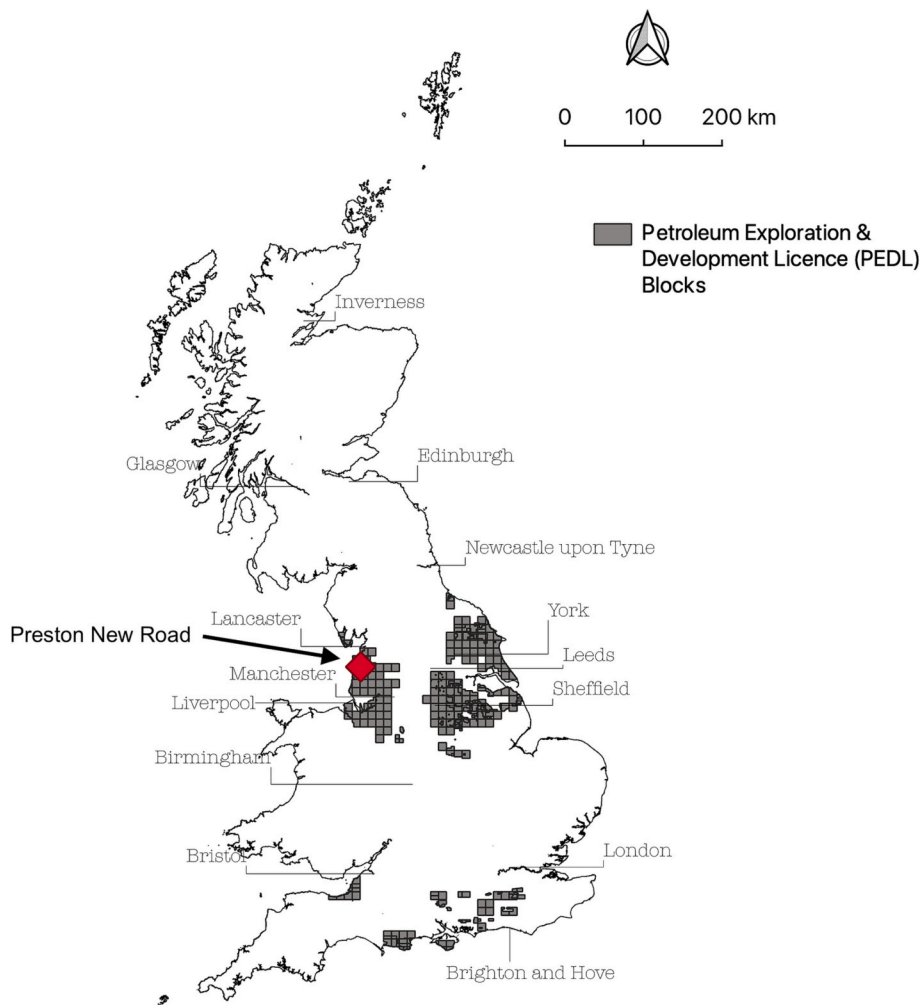 0 100 200 km
Petroleum Exploration &
Development Licence (PEDL)
Blocks
Inverness
Glasgow
Edinburgh
Newcastle upon Tyne
Lancaster
York
Preston New Road
Leeds
Manchester
Sheffield
Liverpool
Birmingham
Bristol
London
Brighton and Hove